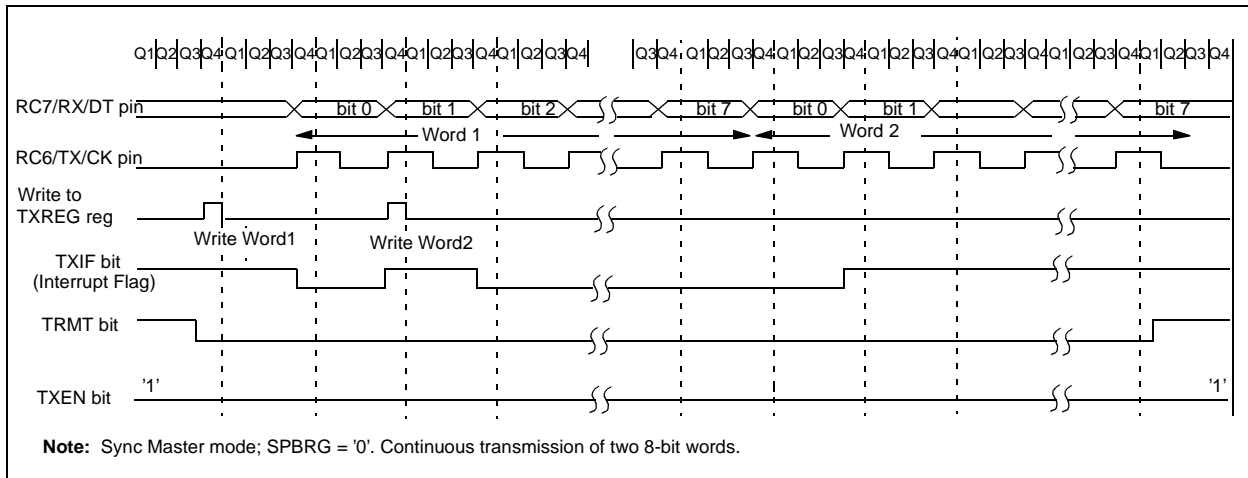 Q1 Q2 Q3 Q4 Q1 Q2 Q3 Q4 Q1 Q2 Q3 Q4 Q1 Q2 Q3 Q4 Q1 Q2 Q3 Q4 Q3 Q4 Q1 Q2 Q3 Q4 Q1 Q2 Q3 Q4 Q1 Q2 Q3 Q4 Q1 Q2 Q3 Q4 Q1 Q2 Q3 Q4 Q1 Q2 Q3 Q4
RC7/RX/DT pin bit 0 bit 1 bit 2 bit 7 bit 0 bit 1 bit 7
Word 1 Word 2
RC6/TX/CK pin
Write to
TXREG reg
Write Word1 Write Word2
TXIF bit
(Interrupt Flag)
TRMT bit
'1' '1'
TXEN bit
Note: Sync Master mode; SPBRG = '0'. Continuous transmission of two 8-bit words.